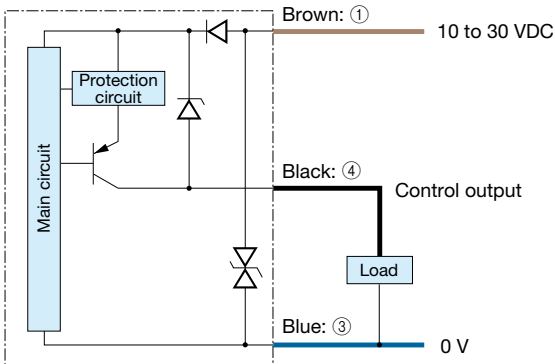 Brown: ①
10 to 30 VDC
Protection
circuit
Main circuit
Black: ④
Control output
Load
Blue: ③
0 V